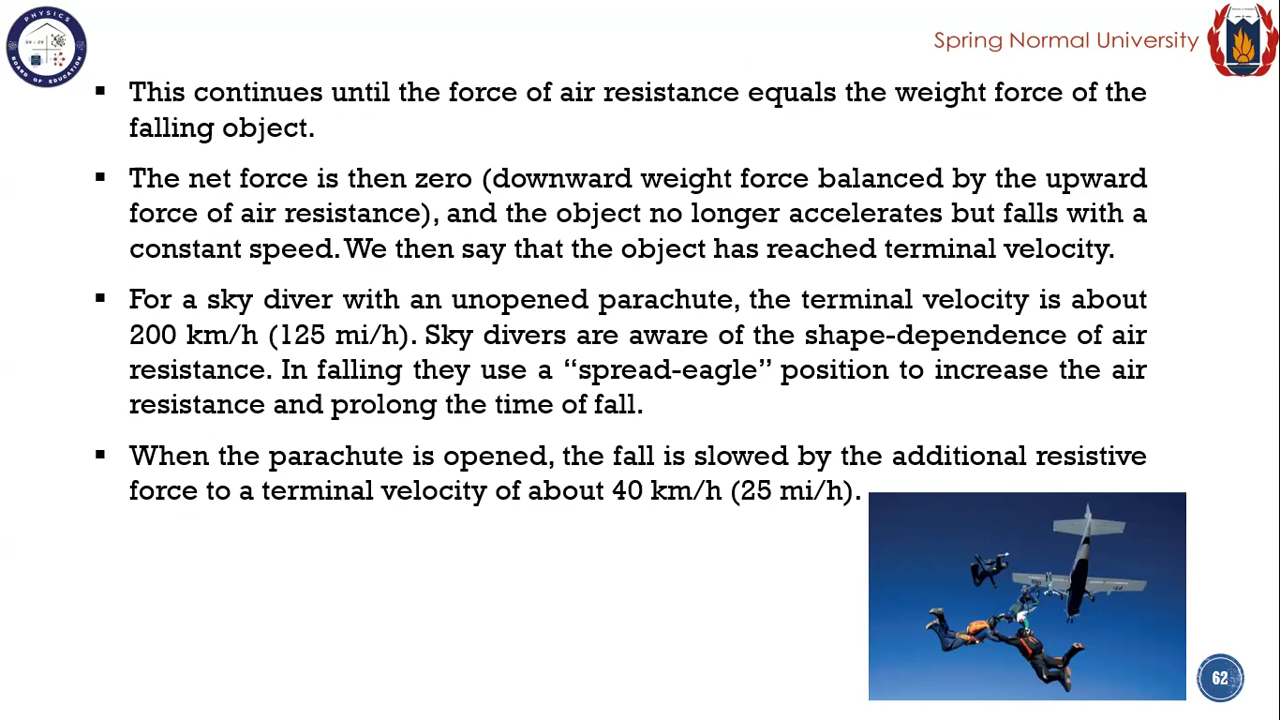 PHYSICS
BOARD OF EDUCATION
Spring Normal University
▪ This continues until the force of air resistance equals the weight force of the
falling object.
▪ The net force is then zero (downward weight force balanced by the upward
force of air resistance), and the object no longer accelerates but falls with a
constant speed. We then say that the object has reached terminal velocity.
▪ For a sky diver with an unopened parachute, the terminal velocity is about
200 km/h (125 mi/h). Sky divers are aware of the shape-dependence of air
resistance. In falling they use a “spread-eagle” position to increase the air
resistance and prolong the time of fall.
▪ When the parachute is opened, the fall is slowed by the additional resistive
force to a terminal velocity of about 40 km/h (25 mi/h).
62